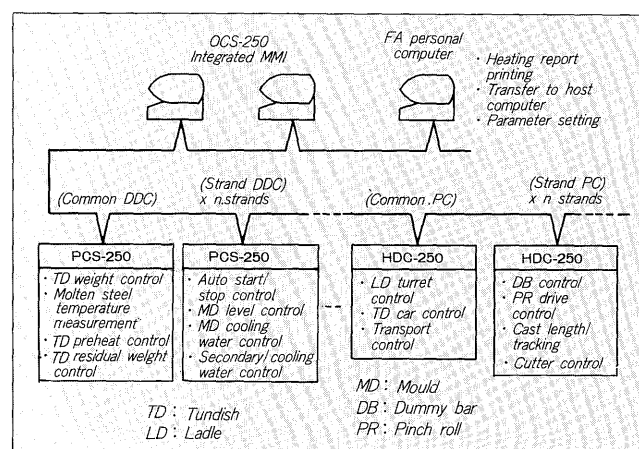 OCS-250
Integrated MMI
FA personal
computer
· Heating report
printing
· Transfer to host
computer
· Parameter setting
(Common DDC)
(Strand DDC)
x n.strands
(Common.PC)
(Strand PC)
x n strands
PCS-250
· TD weight control
· Molten steel
temperature
measurement
· TD preheat control
· TD residual weight
control
PCS-250
· Auto start/
stop control
· MD level control
· MD cooling
water control
· Secondary/cooling
water control
HDC-250
· LD turret
control
· TD car control
· Transport
control
HDC-250
· DB control
· PR drive
control
· Cast length/
tracking
· Cutter control
TD : Tundish
LD : Ladle
MD : Mould
DB : Dummy bar
PR : Pinch roll